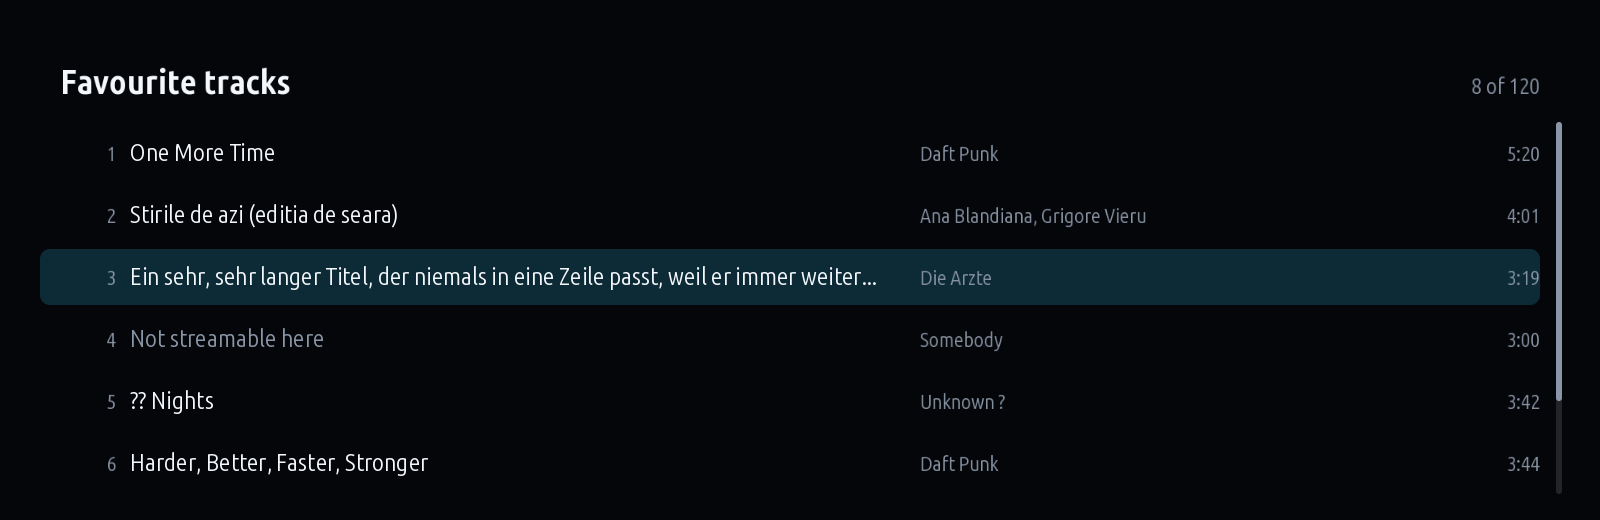 Favourite tracks 8 of 120
1 One More Time Daft Punk 5:20
2 Stirile de azi (editia de seara) Ana Blandiana, Grigore Vieru 4:01
3 Ein sehr, sehr langer Titel, der niemals in eine Zeile passt, weil er immer weiter... Die Arzte 3:19
4 Not streamable here Somebody 3:00
5 ?? Nights Unknown ? 3:42
6 Harder, Better, Faster, Stronger Daft Punk 3:44